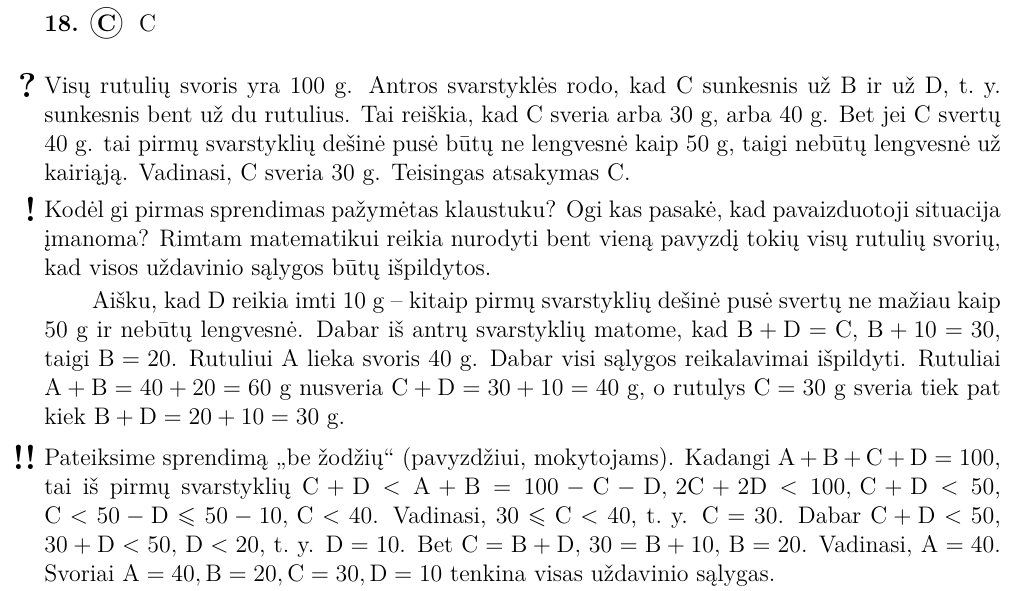 18. Ⓒ C
? Visų rutulių svoris yra 100 g. Antros svarstyklės rodo, kad C sunkesnis už B ir už D, t. y.
sunkesnis bent už du rutulius. Tai reiškia, kad C sveria arba 30 g, arba 40 g. Bet jei C svertų
40 g. tai pirmų svarstyklių dešinė pusė būtų ne lengvesnė kaip 50 g, taigi nebūtų lengvesnė už
kairiąją. Vadinasi, C sveria 30 g. Teisingas atsakymas C.
! Kodėl gi pirmas sprendimas pažymėtas klaustuku? Ogi kas pasakė, kad pavaizduotoji situacija
įmanoma? Rimtam matematikui reikia nurodyti bent vieną pavyzdį tokių visų rutulių svorių,
kad visos uždavinio sąlygos būtų išpildytos.
Aišku, kad D reikia imti 10 g – kitaip pirmų svarstyklių dešinė pusė svertų ne mažiau kaip
50 g ir nebūtų lengvesnė. Dabar iš antrų svarstyklių matome, kad B + D = C, B + 10 = 30,
taigi B = 20. Rutuliui A lieka svoris 40 g. Dabar visi sąlygos reikalavimai išpildyti. Rutuliai
A + B = 40 + 20 = 60 g nusveria C + D = 30 + 10 = 40 g, o rutulys C = 30 g sveria tiek pat
kiek B + D = 20 + 10 = 30 g.
!! Pateiksime sprendimą „be žodžių“ (pavyzdžiui, mokytojams). Kadangi A + B + C + D = 100,
tai iš pirmų svarstyklių C + D < A + B = 100 − C − D, 2C + 2D < 100, C + D < 50,
C < 50 − D ⩽ 50 − 10, C < 40. Vadinasi, 30 ⩽ C < 40, t. y. C = 30. Dabar C + D < 50,
30 + D < 50, D < 20, t. y. D = 10. Bet C = B + D, 30 = B + 10, B = 20. Vadinasi, A = 40.
Svoriai A = 40, B = 20, C = 30, D = 10 tenkina visas uždavinio sąlygas.